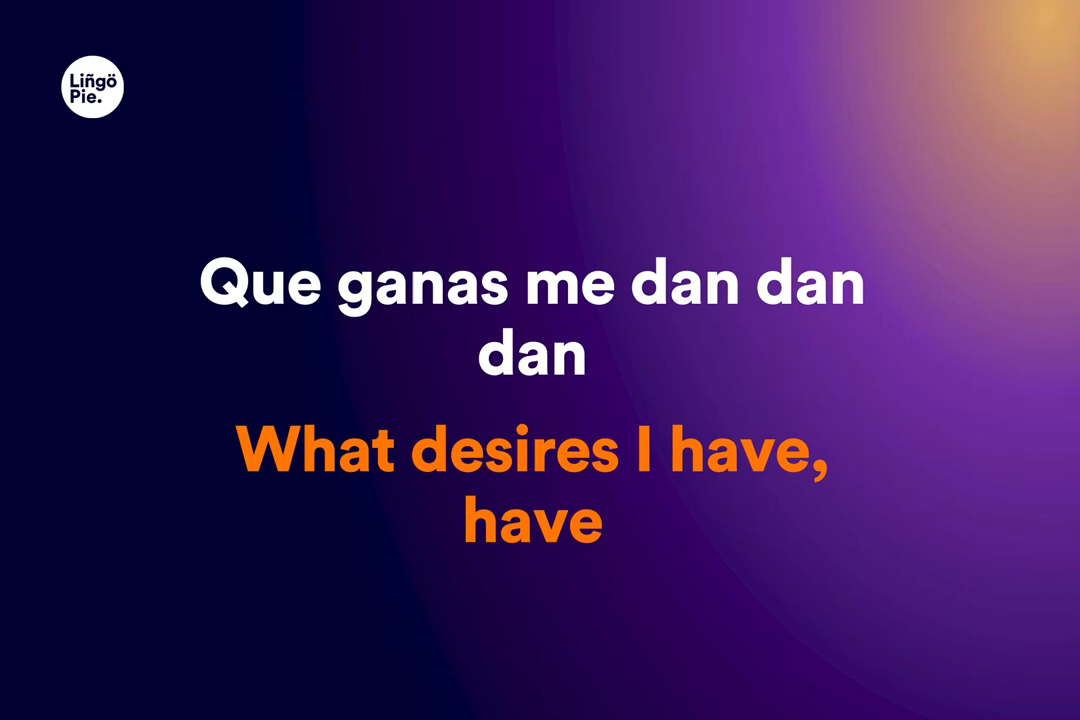 Liñgö
Pie.
Que ganas me dan dan
dan
What desires I have,
have